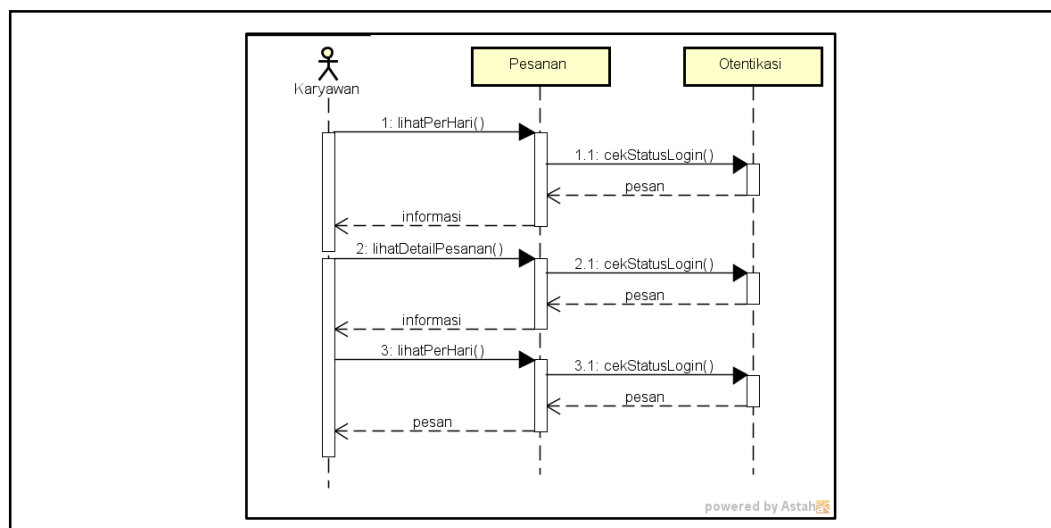 Karyawan
Pesanan
Otentikasi
1: lihatPerHari()
1.1: cekStatusLogin()
pesan
informasi
2: lihatDetailPesanan()
2.1: cekStatusLogin()
pesan
informasi
3: lihatPerHari()
3.1: cekStatusLogin()
pesan
pesan
powered by Astah